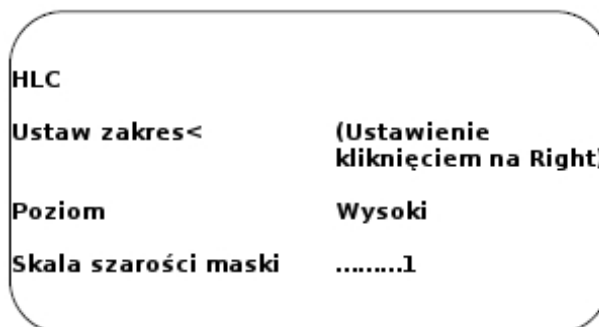 HLC
Ustaw zakres< (Ustawienie
kliknięciem na Right)
Poziom Wysoki
Skala szarości maski .........1